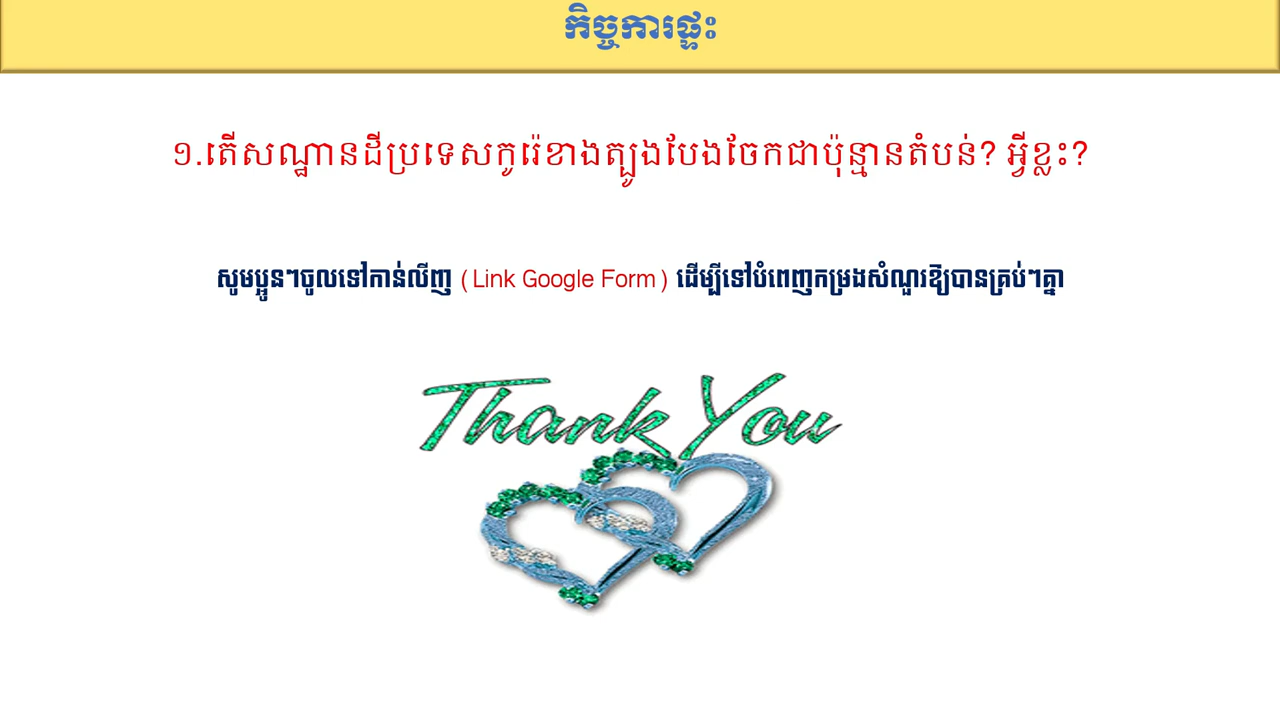 កិច្ចការផ្ទះ
១.តើសណ្ឋានដីប្រទេសកូរ៉េខាងត្បូងបែងចែកជាប៉ុន្មានតំបន់? អ្វីខ្លះ?
សូមប្អូនៗចូលទៅកាន់លីញ (Link Google Form) ដើម្បីទៅបំពេញកម្រងសំណួរឱ្យបានគ្រប់ៗគ្នា
Thank You